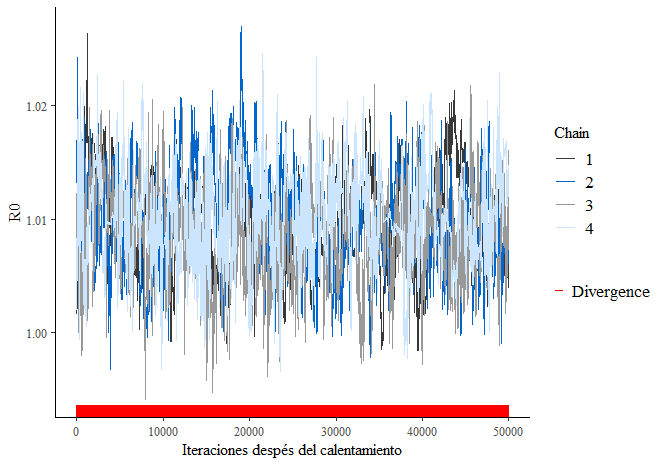 1.02
1.01
1.00
R0
0 10000 20000 30000 40000 50000
Iteraciones despés del calentamiento
Chain
1
2
3
4
Divergence